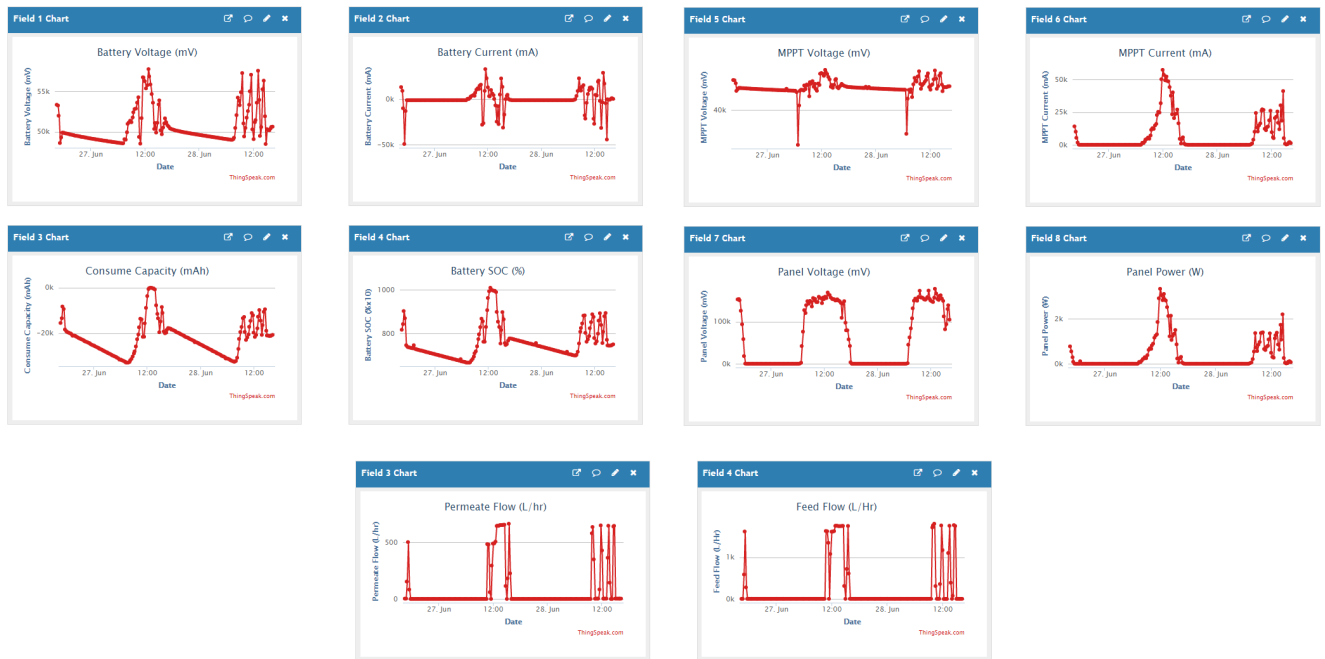 Field 1 Chart
Battery Voltage (mV)
Battery Voltage (mV)
55k
50k
27. Jun
12:00
28. Jun
12:00
Date
ThingSpeak.com
Field 2 Chart
Battery Current (mA)
Battery Current (mA)
0k
−50k
27. Jun
12:00
28. Jun
12:00
Date
ThingSpeak.com
Field 5 Chart
MPPT Voltage (mV)
MPPT Voltage (mV)
40k
27. Jun
12:00
28. Jun
12:00
Date
ThingSpeak.com
Field 6 Chart
MPPT Current (mA)
MPPT Current (mA)
50k
25k
0k
27. Jun
12:00
28. Jun
12:00
Date
ThingSpeak.com
Field 3 Chart
Consume Capacity (mAh)
Consume Capacity (mAh)
0k
−20k
27. Jun
12:00
28. Jun
12:00
Date
ThingSpeak.com
Field 4 Chart
Battery SOC (%)
Battery SOC (%x10)
1000
800
27. Jun
12:00
28. Jun
12:00
Date
ThingSpeak.com
Field 7 Chart
Panel Voltage (mV)
Panel Voltage (mV)
100k
0k
27. Jun
12:00
28. Jun
12:00
Date
ThingSpeak.com
Field 8 Chart
Panel Power (W)
Panel Power (W)
2k
0k
27. Jun
12:00
28. Jun
12:00
Date
ThingSpeak.com
Field 3 Chart
Permeate Flow (L/hr)
Permeate Flow (L/hr)
500
0
27. Jun
12:00
28. Jun
12:00
Date
ThingSpeak.com
Field 4 Chart
Feed Flow (L/Hr)
Feed Flow (L/Hr)
1k
0k
27. Jun
12:00
28. Jun
12:00
Date
ThingSpeak.com